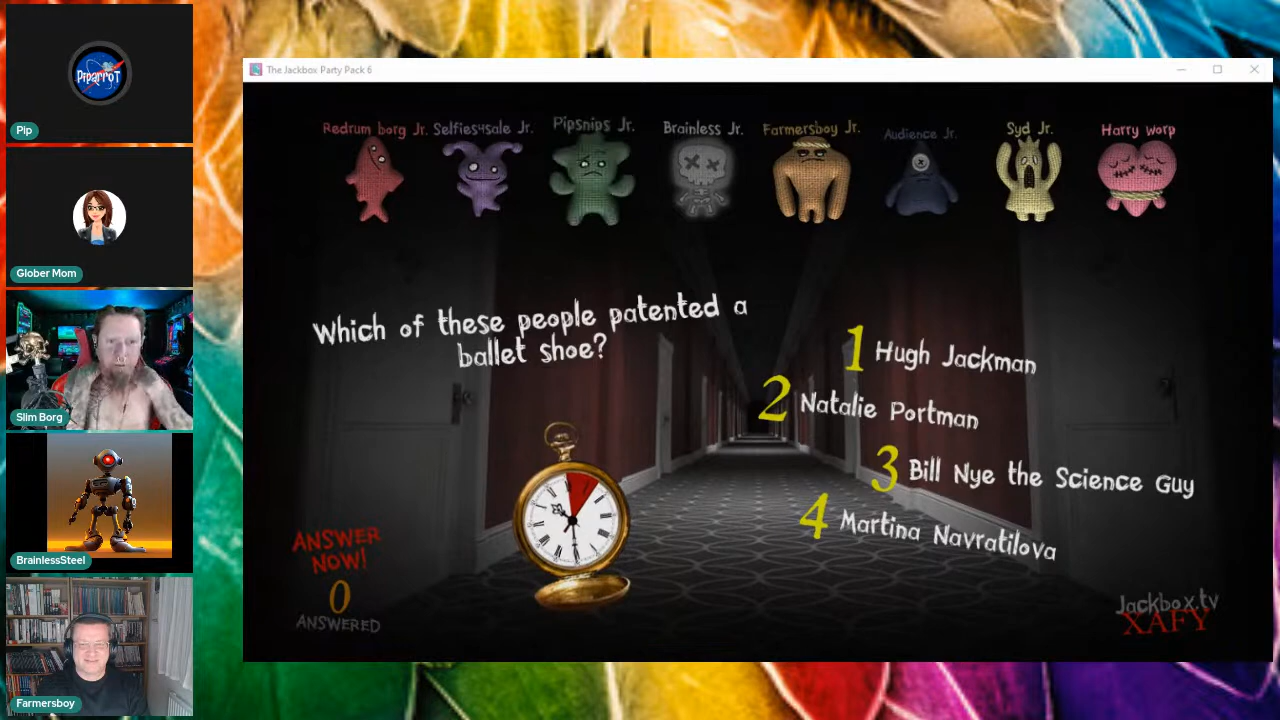 PiparroT
Pip
Glober Mom
Slim Borg
BrainlessSteel
Farmersboy
The Jackbox Party Pack 6
Redrum borg Jr.
Selfies4sale Jr.
Pipsnips Jr.
Brainless Jr.
Farmersboy Jr.
Audience Jr.
Syd Jr.
Harry worp
Which of these people patented a
ballet shoe?
1 Hugh Jackman
2 Natalie Portman
3 Bill Nye the Science Guy
4 Martina Navratilova
ANSWER
NOW!
0
ANSWERED
Jackbox.tv
XAFY